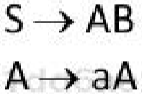 S → AB
A → aA